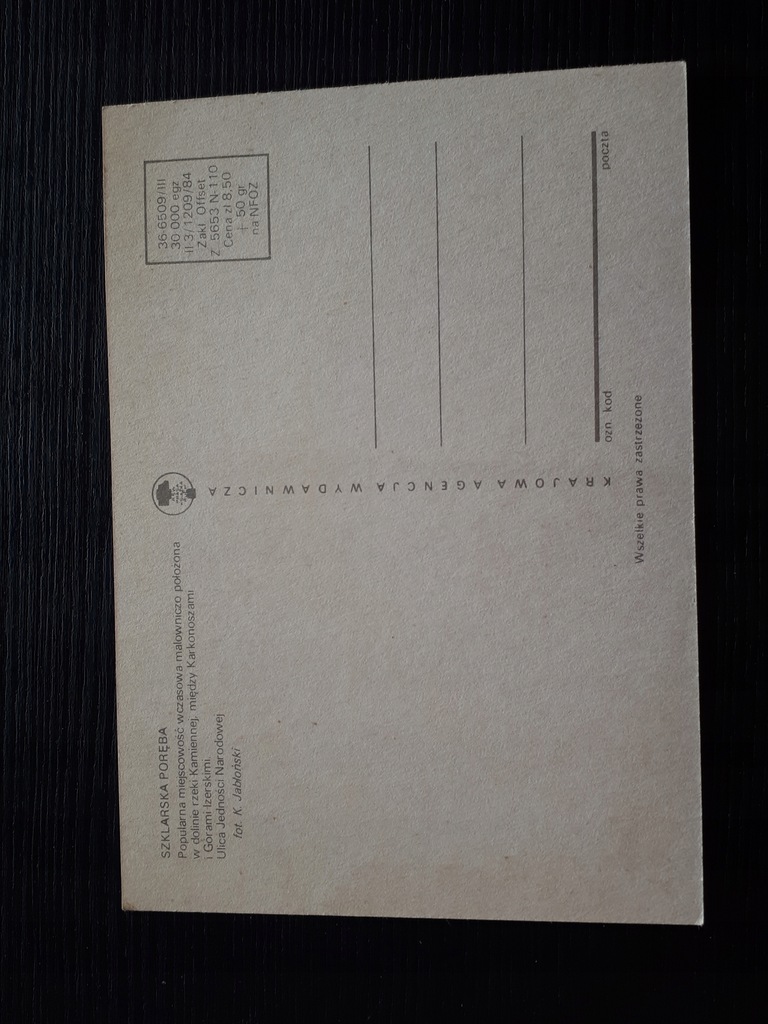 SZKLARSKA PORĘBA
Popularna miejscowość wczasowa malowniczo położona
w dolinie rzeki Kamiennej, między Karkonoszami
i Górami Izerskimi.
Ulica Jedności Narodowej
fot. K. Jabłoński
KRAJOWA AGENCJA WYDAWNICZA
36-6509/III
30 000 egz
II-3/1209/84
Zakł Offset
Z 5653 N-110
Cena zł 8,50
+ 50 gr
na NFOZ
ozn. kod
poczta
Wszelkie prawa zastrzeżone